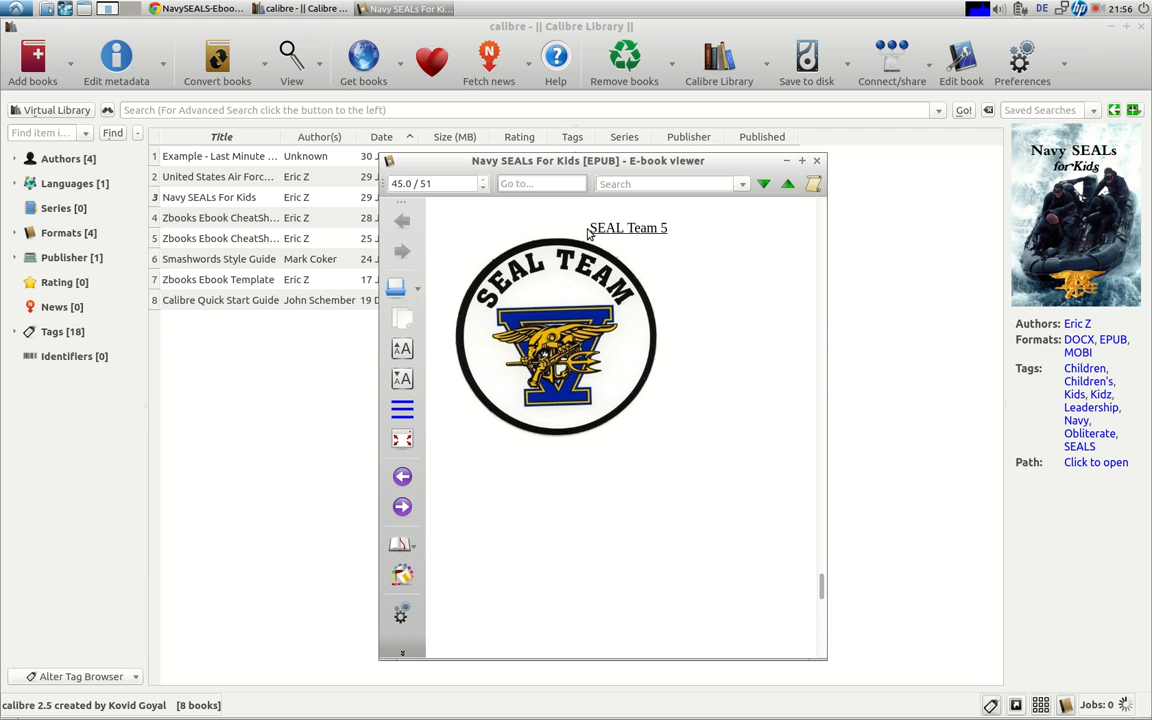 NavySEALS-Eboo...
calibre - || Calibre ...
Navy SEALs For Ki...
DE
21:56
calibre - || Calibre Library ||
Add books
Edit metadata
Convert books
View
Get books
Fetch news
Help
Remove books
Calibre Library
Save to disk
Connect/share
Edit book
Preferences
Virtual Library
Search (For Advanced Search click the button to the left)
Go!
Saved Searches
Find item i...
Find
-
Authors [4]
Languages [1]
Series [0]
Formats [4]
Publisher [1]
Rating [0]
News [0]
Tags [18]
Identifiers [0]
Title Author(s) Date Size (MB) Rating Tags Series Publisher Published
1 Example - Last Minute ... Unknown 30 J
2 United States Air Forc... Eric Z 29 J
3 Navy SEALs For Kids Eric Z 29 J
4 Zbooks Ebook CheatSh... Eric Z 28 J
5 Zbooks Ebook CheatSh... Eric Z 25 J
6 Smashwords Style Guide Mark Coker 24 J
7 Zbooks Ebook Template Eric Z 17 J
8 Calibre Quick Start Guide John Schember 19 D
Navy SEALs For Kids [EPUB] - E-book viewer
45.0 / 51
Go to...
Search
SEAL Team 5
SEAL TEAM
V
Navy SEALs
for Kids
Authors: Eric Z
Formats: DOCX, EPUB,
MOBI
Tags: Children,
Children's,
Kids, Kidz,
Leadership,
Navy,
Obliterate,
SEALS
Path: Click to open
Alter Tag Browser
calibre 2.5 created by Kovid Goyal [8 books]
Jobs: 0